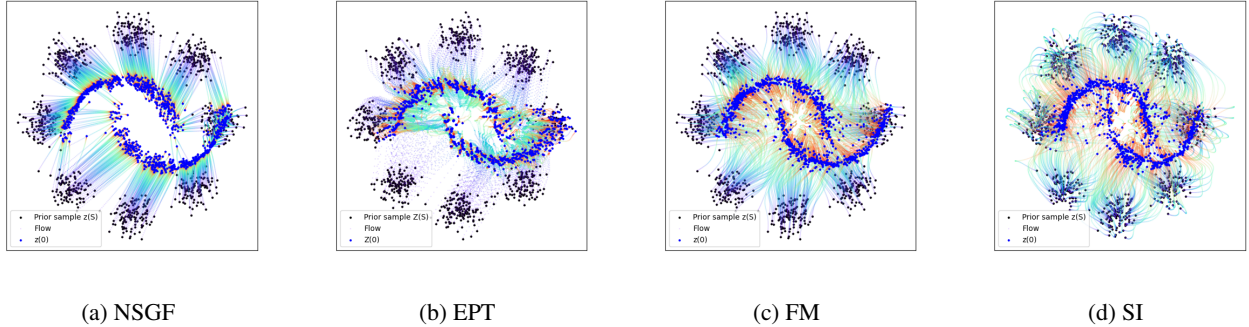 Prior sample z(S)
Flow
z(0)
Prior sample Z(S)
Flow
Z(0)
Prior sample z(S)
Flow
z(0)
Prior sample z(S)
Flow
z(0)
(a) NSGF
(b) EPT
(c) FM
(d) SI